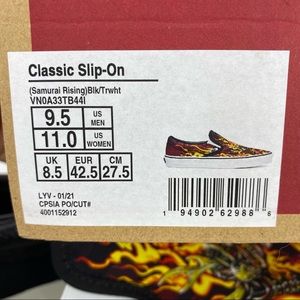 Classic Slip-On
(Samurai Rising)Blk/Trwht
VN0A33TB44I
9.5 US MEN
11.0 US WOMEN
UK 8.5 EUR 42.5 CM 27.5
LYV - 01/21
CPSIA PO/CUT#
4001152912
1 94902 62988 6